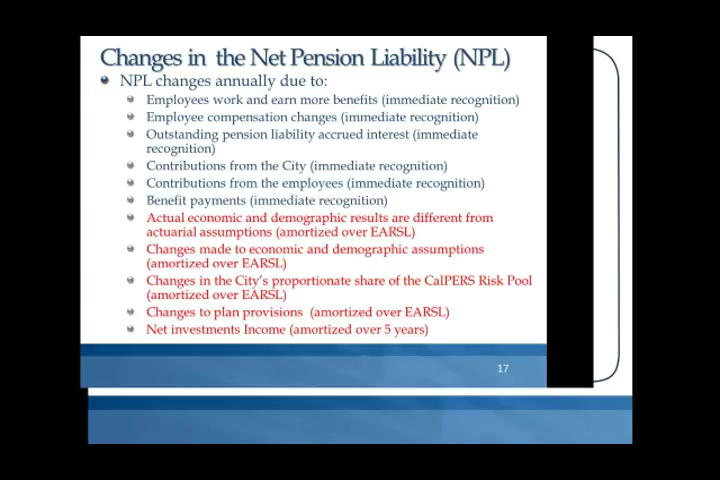 Changes in the Net Pension Liability (NPL)
NPL changes annually due to:
Employees work and earn more benefits (immediate recognition)
Employee compensation changes (immediate recognition)
Outstanding pension liability accrued interest (immediate
recognition)
Contributions from the City (immediate recognition)
Contributions from the employees (immediate recognition)
Benefit payments (immediate recognition)
Actual economic and demographic results are different from
actuarial assumptions (amortized over EARSL)
Changes made to economic and demographic assumptions
(amortized over EARSL)
Changes in the City's proportionate share of the CalPERS Risk Pool
(amortized over EARSL)
Changes to plan provisions (amortized over EARSL)
Net investments Income (amortized over 5 years)
17